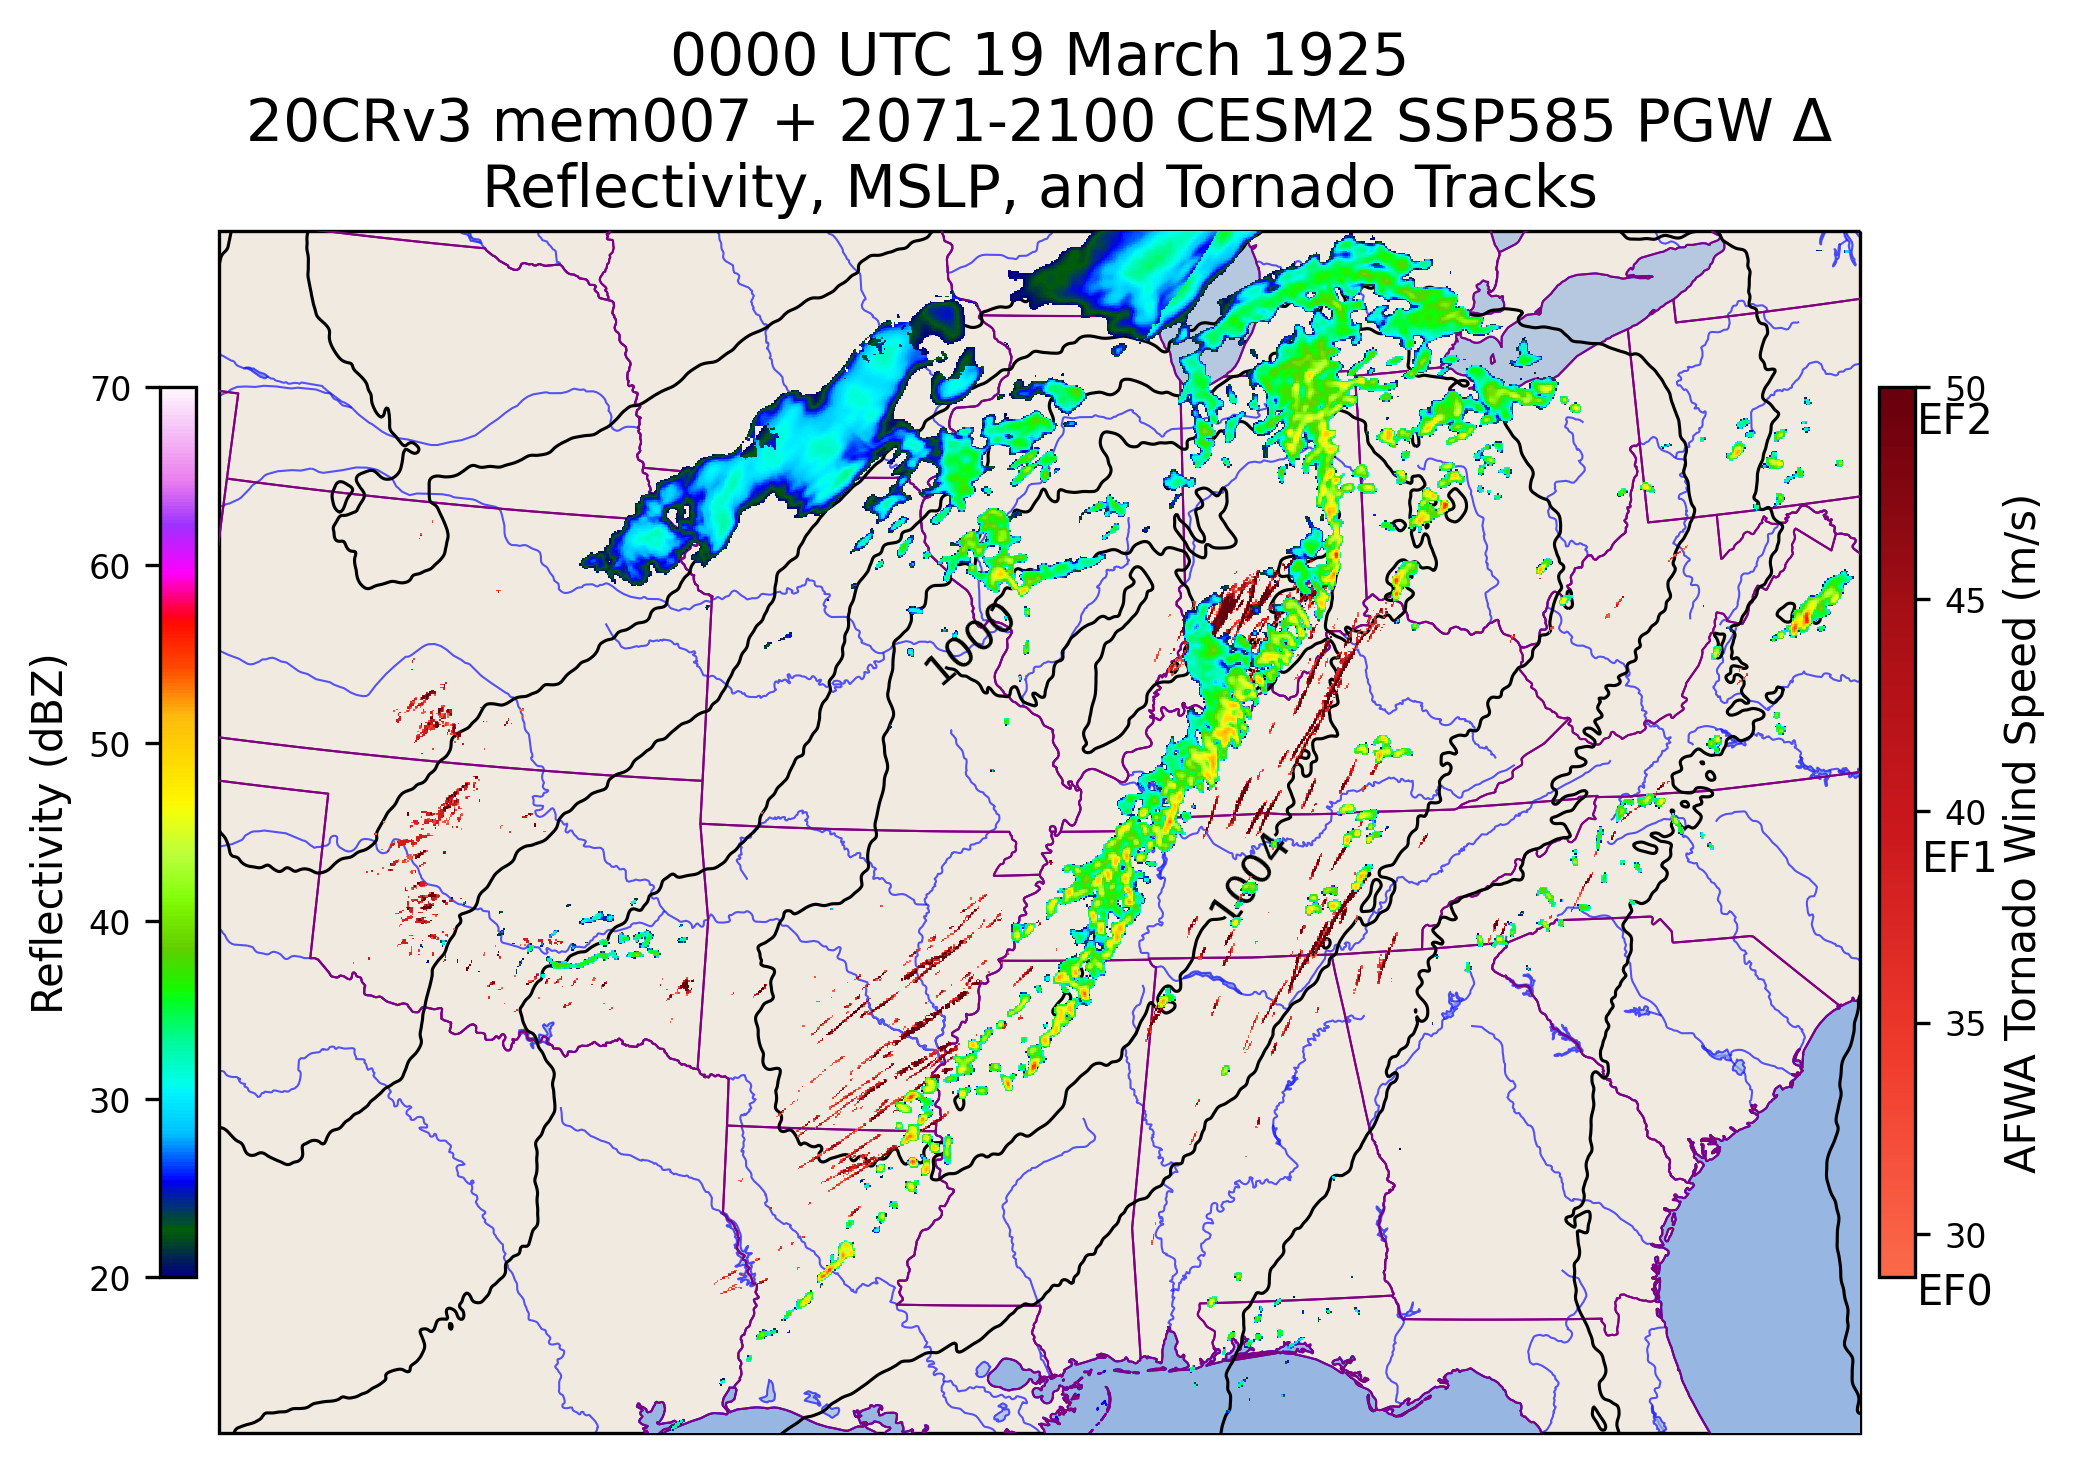 0000 UTC 19 March 1925
20CRv3 mem007 + 2071-2100 CESM2 SSP585 PGW Δ
Reflectivity, MSLP, and Tornado Tracks
70
60
50
40
30
20
Reflectivity (dBZ)
1000
1004
50
EF2
45
40
EF1
35
30
EF0
AFWA Tornado Wind Speed (m/s)